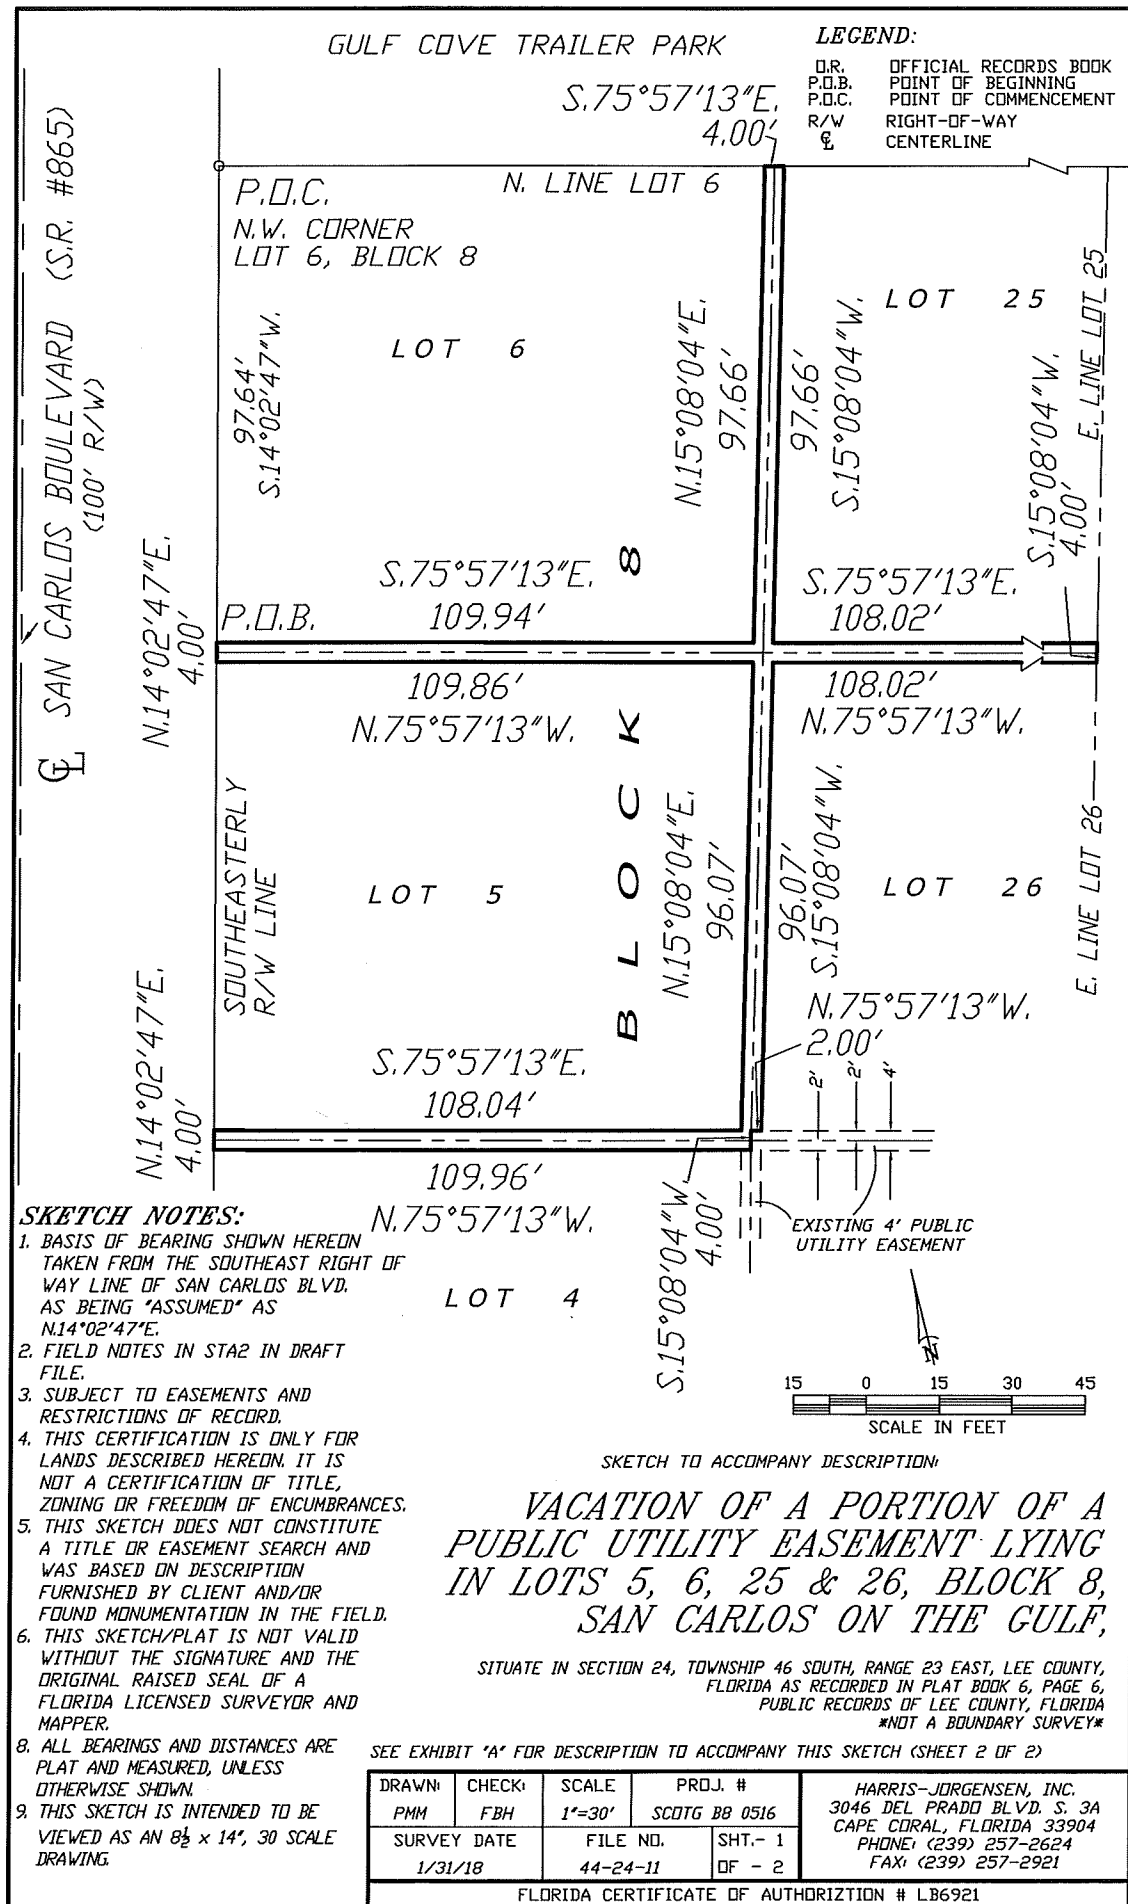 GULF COVE TRAILER PARK
LEGEND:
O.R. OFFICIAL RECORDS BOOK
P.O.B. POINT OF BEGINNING
P.O.C. POINT OF COMMENCEMENT
R/W RIGHT-OF-WAY
℄ CENTERLINE
S.75°57'13"E.
4.00'
N. LINE LOT 6
P.O.C.
N.W. CORNER
LOT 6, BLOCK 8
℄ SAN CARLOS BOULEVARD (S.R. #865)
(100' R/W)
LOT 6
97.64'
S.14°02'47"W.
N.15°08'04"E.
97.66'
97.66'
S.15°08'04"W.
LOT 25
E. LINE LOT 25
S.15°08'04"W.
4.00'
N.14°02'47"E.
4.00'
P.O.B.
S.75°57'13"E.
109.94'
S.75°57'13"E.
108.02'
109.86'
N.75°57'13"W.
108.02'
N.75°57'13"W.
BLOCK 8
SOUTHEASTERLY
R/W LINE
LOT 5
N.15°08'04"E.
96.07'
96.07'
S.15°08'04"W.
LOT 26
E. LINE LOT 26
N.75°57'13"W.
2.00'
2'
2'
4'
N.14°02'47"E.
4.00'
S.75°57'13"E.
108.04'
109.96'
N.75°57'13"W.
S.15°08'04"W.
4.00'
EXISTING 4' PUBLIC
UTILITY EASEMENT
LOT 4
N
15 0 15 30 45
SCALE IN FEET
SKETCH NOTES:
1. BASIS OF BEARING SHOWN HEREON
TAKEN FROM THE SOUTHEAST RIGHT OF
WAY LINE OF SAN CARLOS BLVD.
AS BEING "ASSUMED" AS
N.14°02'47"E.
2. FIELD NOTES IN STA2 IN DRAFT
FILE.
3. SUBJECT TO EASEMENTS AND
RESTRICTIONS OF RECORD.
4. THIS CERTIFICATION IS ONLY FOR
LANDS DESCRIBED HEREON. IT IS
NOT A CERTIFICATION OF TITLE,
ZONING OR FREEDOM OF ENCUMBRANCES.
5. THIS SKETCH DOES NOT CONSTITUTE
A TITLE OR EASEMENT SEARCH AND
WAS BASED ON DESCRIPTION
FURNISHED BY CLIENT AND/OR
FOUND MONUMENTATION IN THE FIELD.
6. THIS SKETCH/PLAT IS NOT VALID
WITHOUT THE SIGNATURE AND THE
ORIGINAL RAISED SEAL OF A
FLORIDA LICENSED SURVEYOR AND
MAPPER.
8. ALL BEARINGS AND DISTANCES ARE
PLAT AND MEASURED, UNLESS
OTHERWISE SHOWN.
9. THIS SKETCH IS INTENDED TO BE
VIEWED AS AN 8½ x 14", 30 SCALE
DRAWING.
SKETCH TO ACCOMPANY DESCRIPTION:
VACATION OF A PORTION OF A
PUBLIC UTILITY EASEMENT LYING
IN LOTS 5, 6, 25 & 26, BLOCK 8,
SAN CARLOS ON THE GULF,
SITUATE IN SECTION 24, TOWNSHIP 46 SOUTH, RANGE 23 EAST, LEE COUNTY,
FLORIDA AS RECORDED IN PLAT BOOK 6, PAGE 6,
PUBLIC RECORDS OF LEE COUNTY, FLORIDA
*NOT A BOUNDARY SURVEY*
SEE EXHIBIT "A" FOR DESCRIPTION TO ACCOMPANY THIS SKETCH (SHEET 2 OF 2)
DRAWN: CHECK: SCALE PROJ. #
PMM FBH 1"=30' SCOTG B8 0516
SURVEY DATE FILE NO. SHT.- 1
1/31/18 44-24-11 OF - 2
HARRIS-JORGENSEN, INC.
3046 DEL PRADO BLVD. S. 3A
CAPE CORAL, FLORIDA 33904
PHONE: (239) 257-2624
FAX: (239) 257-2921
FLORIDA CERTIFICATE OF AUTHORIZTION # LB6921